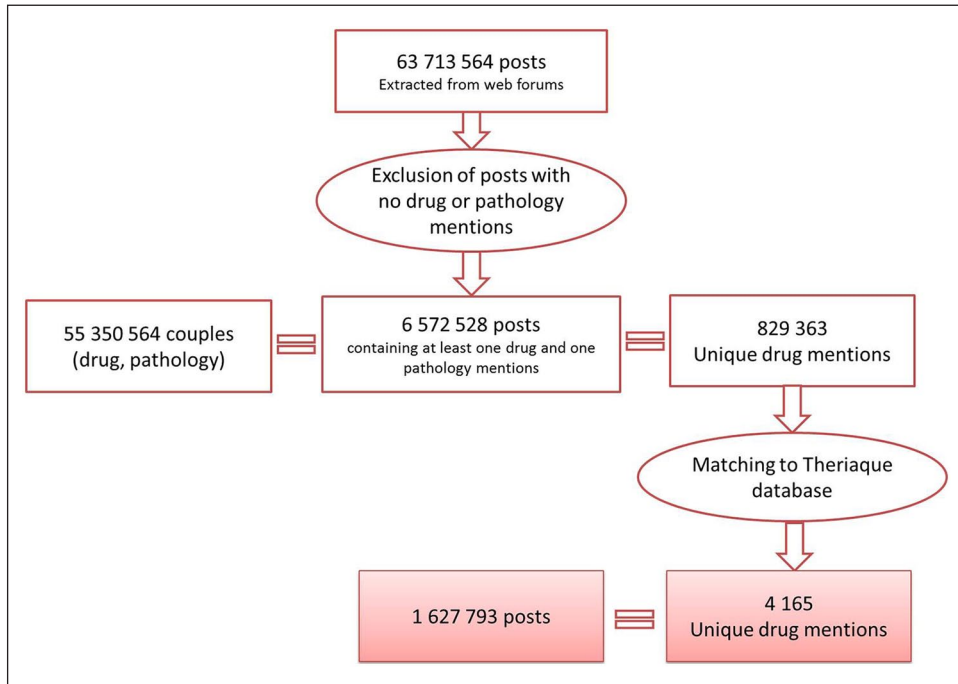 63 713 564 posts
Extracted from web forums
Exclusion of posts with
no drug or pathology
mentions
55 350 564 couples
(drug, pathology)
6 572 528 posts
containing at least one drug and one
pathology mentions
829 363
Unique drug mentions
Matching to Theriaque
database
1 627 793 posts
4 165
Unique drug mentions